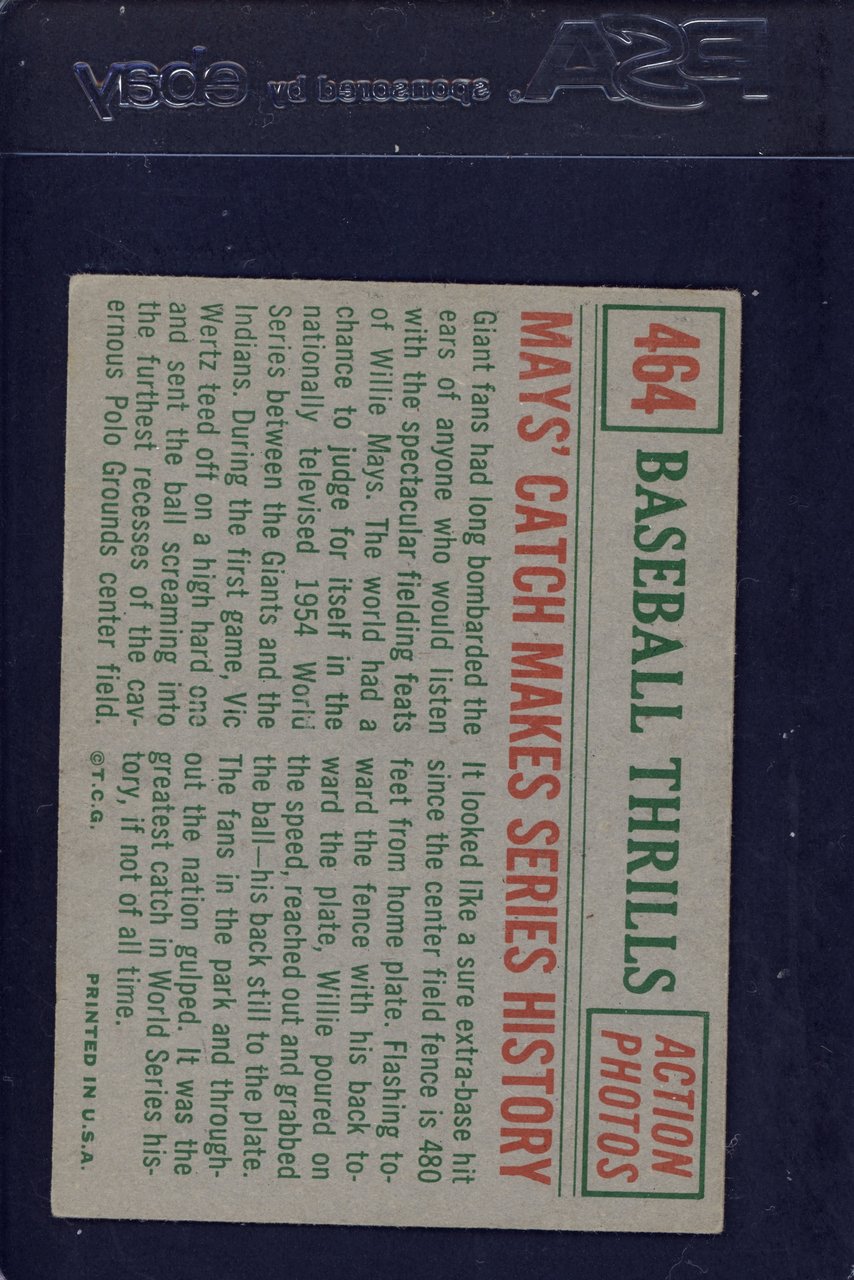 PSA
sponsored by
ebay
464
BASEBALL THRILLS
ACTION
PHOTOS
MAYS' CATCH MAKES SERIES HISTORY
Giant fans had long bombarded the
ears of anyone who would listen
with the spectacular fielding feats
of Willie Mays. The world had a
chance to judge for itself in the
nationally televised 1954 World
Series between the Giants and the
Indians. During the first game, Vic
Wertz teed off on a high hard one
and sent the ball screaming into
the furthest recesses of the cav-
ernous Polo Grounds center field.
It looked like a sure extra-base hit
since the center field fence is 480
feet from home plate. Flashing to-
ward the fence with his back to-
ward the plate, Willie poured on
the speed, reached out and grabbed
the ball—his back still to the plate.
The fans in the park and through-
out the nation gulped. It was the
greatest catch in World Series his-
tory, if not of all time.
©T.C.G.
PRINTED IN U.S.A.